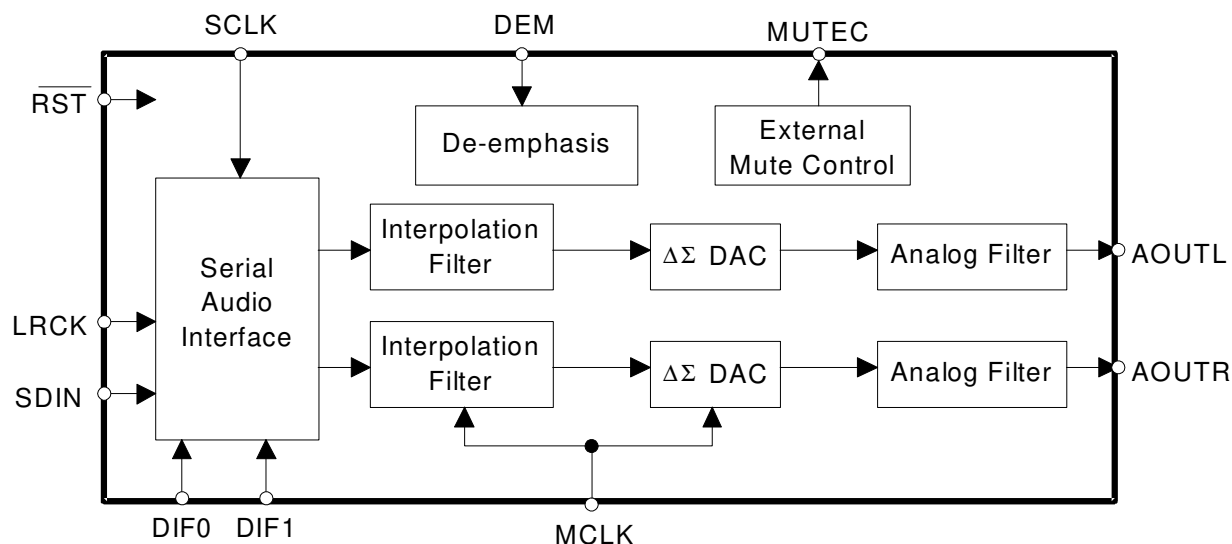 SCLK
DEM
MUTEC
RST
De-emphasis
External
Mute Control
Serial
Audio
Interface
Interpolation
Filter
ΔΣ DAC
Analog Filter
AOUTL
LRCK
SDIN
Interpolation
Filter
ΔΣ DAC
Analog Filter
AOUTR
DIF0
DIF1
MCLK